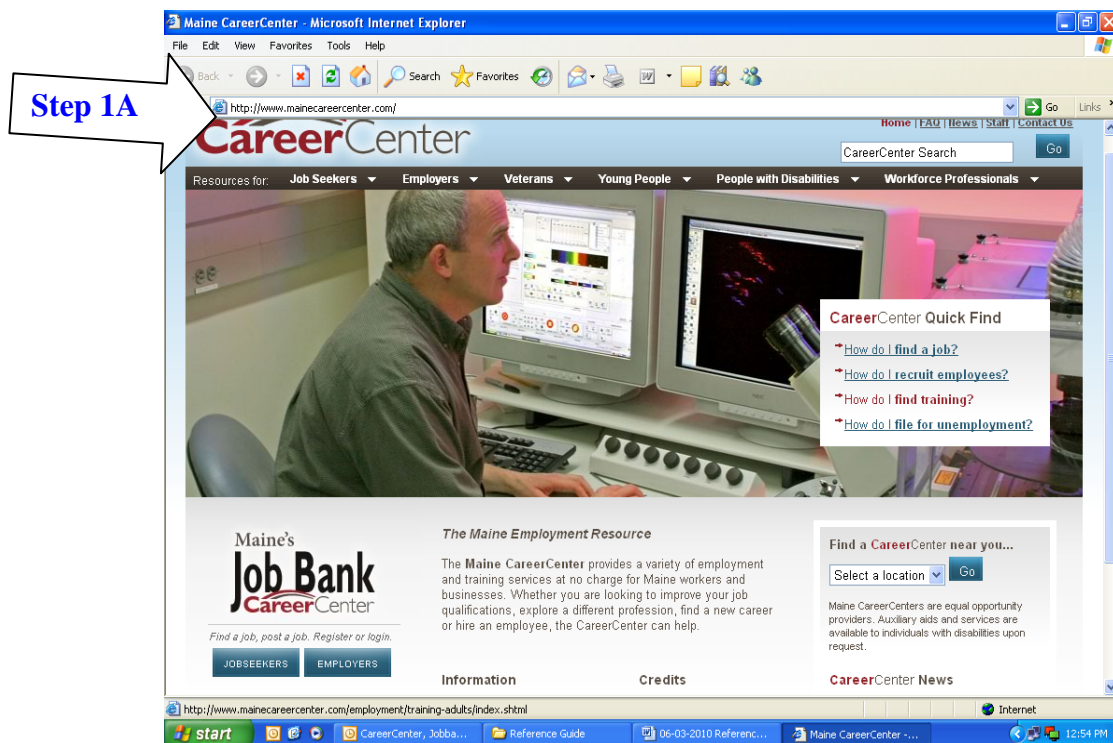 Maine CareerCenter - Microsoft Internet Explorer
File Edit View Favorites Tools Help
Back Search Favorites
Step 1A
http://www.mainecareercenter.com/ Go Links
Home | FAQ | News | Staff | Contact Us
CareerCenter
CareerCenter Search Go
Resources for: Job Seekers Employers Veterans Young People People with Disabilities Workforce Professionals
CareerCenter Quick Find
How do I find a job?
How do I recruit employees?
How do I find training?
How do I file for unemployment?
Maine's
Job Bank
CareerCenter
Find a job, post a job. Register or login.
JOBSEEKERS EMPLOYERS
The Maine Employment Resource
The Maine CareerCenter provides a variety of employment
and training services at no charge for Maine workers and
businesses. Whether you are looking to improve your job
qualifications, explore a different profession, find a new career
or hire an employee, the CareerCenter can help.
Information Credits
Find a CareerCenter near you...
Select a location Go
Maine CareerCenters are equal opportunity
providers. Auxiliary aids and services are
available to individuals with disabilities upon
request.
CareerCenter News
http://www.mainecareercenter.com/employment/training-adults/index.shtml Internet
start CareerCenter, Jobba... Reference Guide 06-03-2010 Referenc... Maine CareerCenter -... 12:54 PM